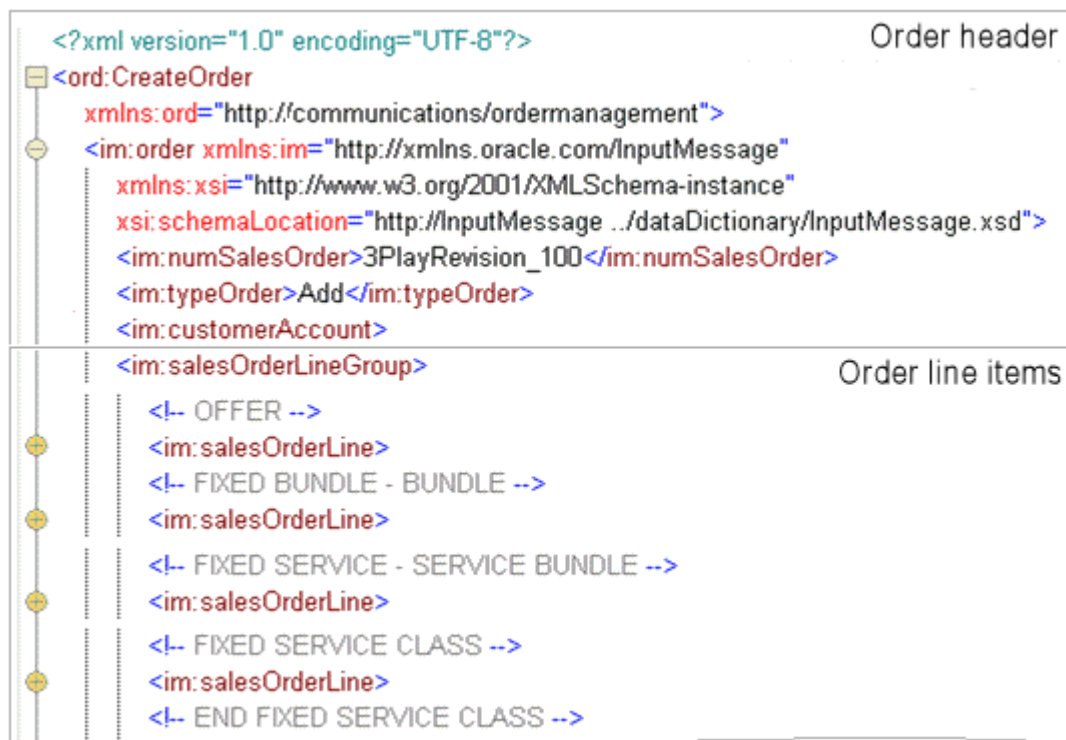 Order header
<?xml version="1.0" encoding="UTF-8"?>
<ord:CreateOrder
xmlns:ord="http://communications/ordermanagement">
<im:order xmlns:im="http://xmlns.oracle.com/InputMessage"
xmlns:xsi="http://www.w3.org/2001/XMLSchema-instance"
xsi:schemaLocation="http://InputMessage ../dataDictionary/InputMessage.xsd">
<im:numSalesOrder>3PlayRevision_100</im:numSalesOrder>
<im:typeOrder>Add</im:typeOrder>
<im:customerAccount>
<im:salesOrderLineGroup>
Order line items
<!-- OFFER -->
<im:salesOrderLine>
<!-- FIXED BUNDLE - BUNDLE -->
<im:salesOrderLine>
<!-- FIXED SERVICE - SERVICE BUNDLE -->
<im:salesOrderLine>
<!-- FIXED SERVICE CLASS -->
<im:salesOrderLine>
<!-- END FIXED SERVICE CLASS -->